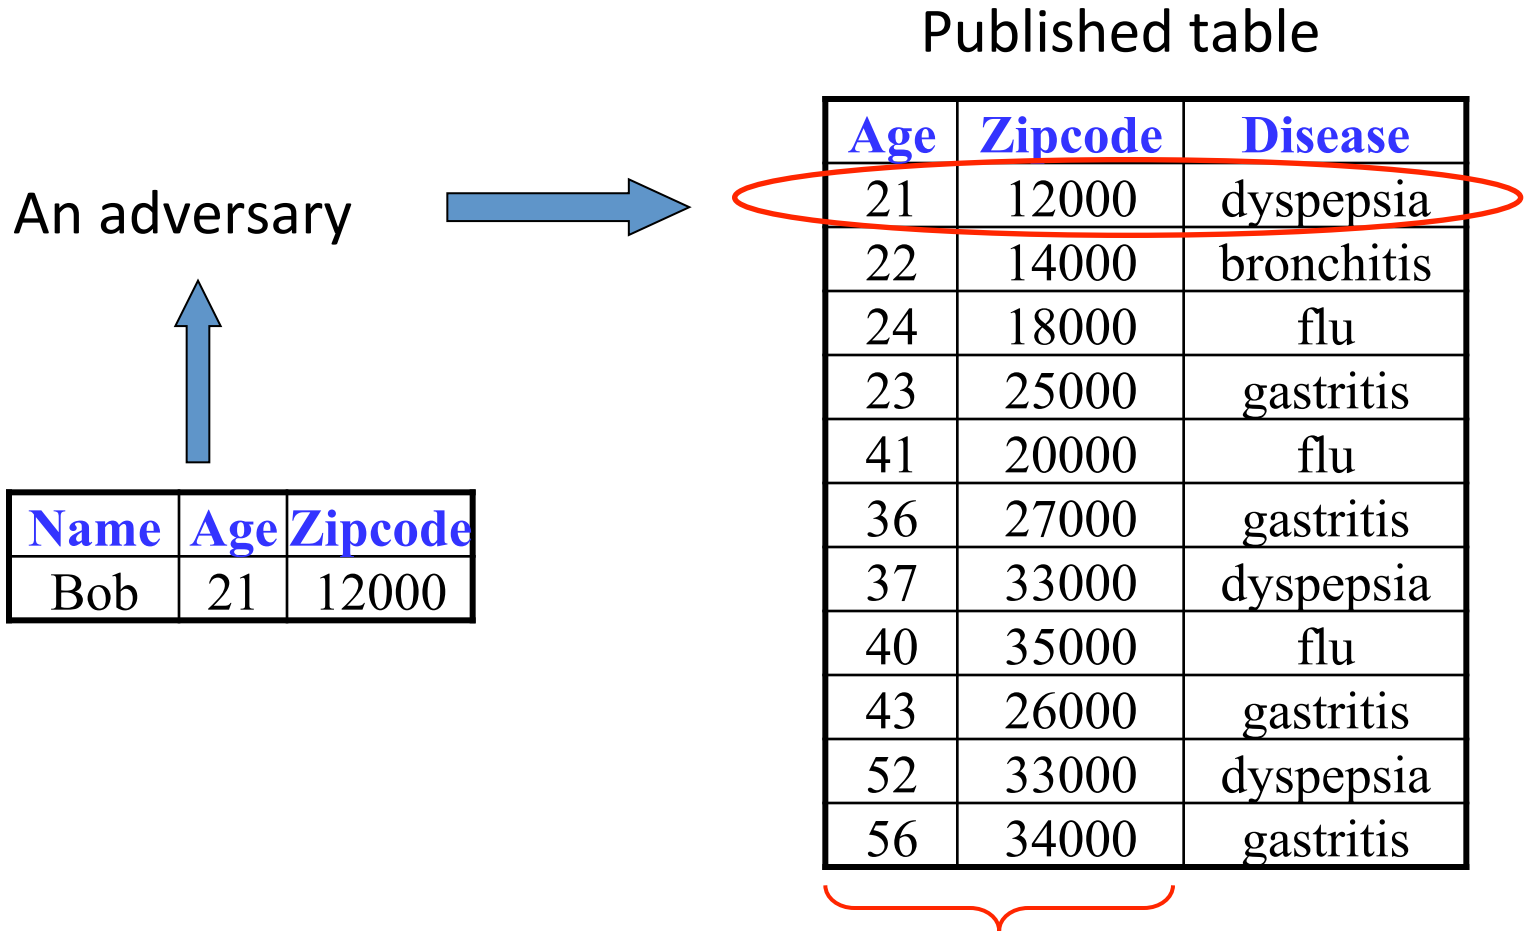 Published table
Age Zipcode Disease
21 12000 dyspepsia
22 14000 bronchitis
24 18000 flu
23 25000 gastritis
41 20000 flu
36 27000 gastritis
37 33000 dyspepsia
40 35000 flu
43 26000 gastritis
52 33000 dyspepsia
56 34000 gastritis
An adversary
Name Age Zipcode
Bob 21 12000